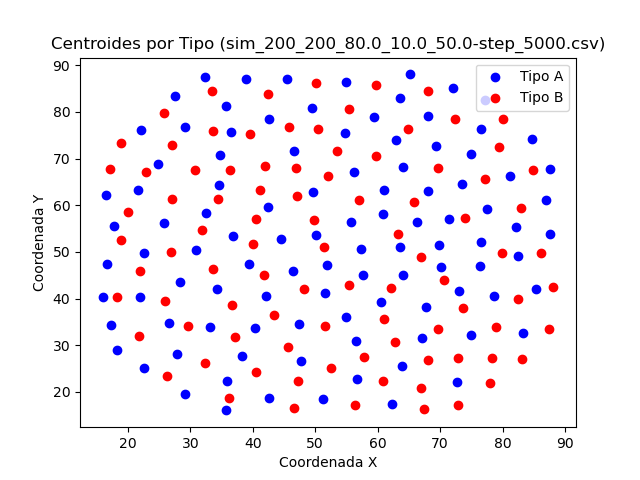 Centroides por Tipo (sim_200_200_80.0_10.0_50.0-step_5000.csv)
Tipo A
Tipo B
90
80
70
60
50
40
30
20
Coordenada Y
20 30 40 50 60 70 80 90
Coordenada X